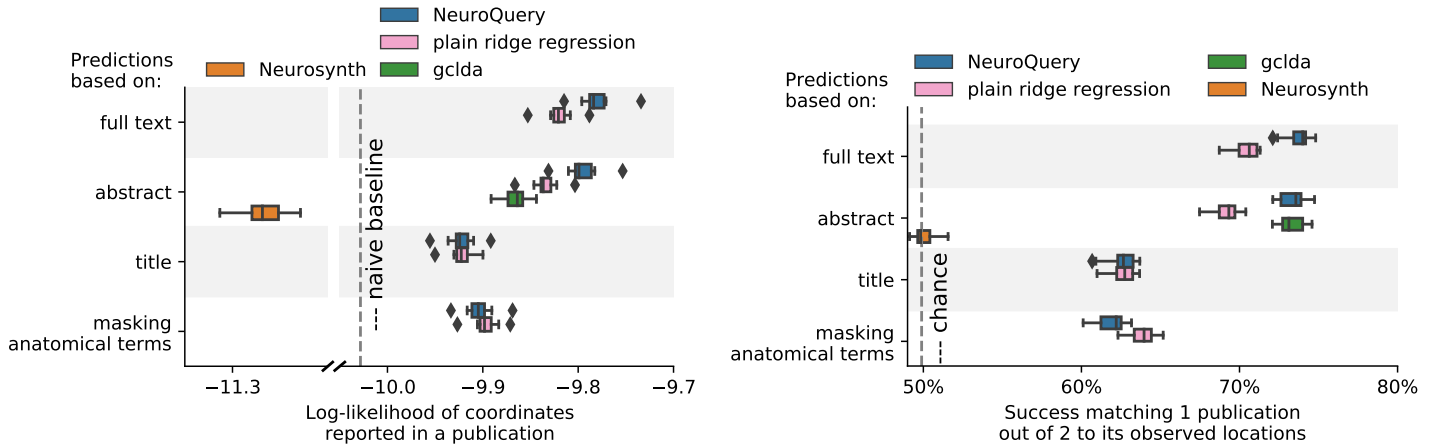 NeuroQuery
plain ridge regression
gclda
Neurosynth
Predictions
based on:
full text
abstract
title
masking
anatomical terms
--- naive baseline
−11.3
−10.0
−9.9
−9.8
−9.7
Log-likelihood of coordinates
reported in a publication
NeuroQuery
plain ridge regression
gclda
Neurosynth
Predictions
based on:
full text
abstract
title
masking
anatomical terms
--- chance
50%
60%
70%
80%
Success matching 1 publication
out of 2 to its observed locations